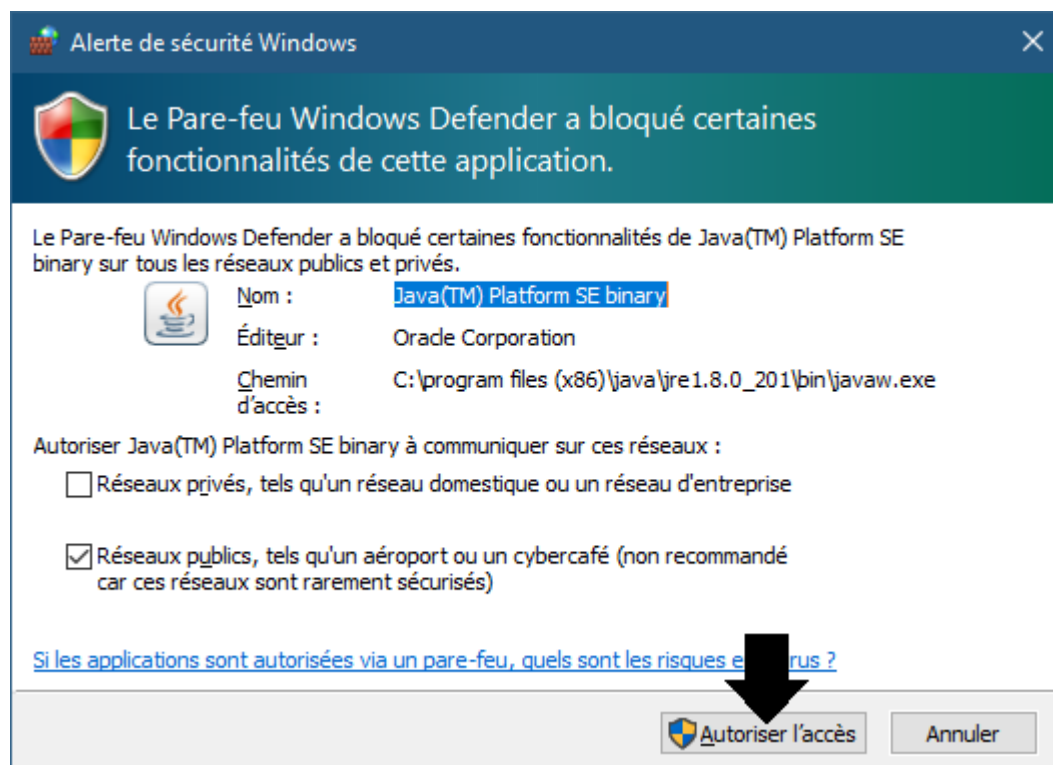 Alerte de sécurité Windows
Le Pare-feu Windows Defender a bloqué certaines
fonctionnalités de cette application.
Le Pare-feu Windows Defender a bloqué certaines fonctionnalités de Java(TM) Platform SE
binary sur tous les réseaux publics et privés.
Nom : Java(TM) Platform SE binary
Éditeur : Oracle Corporation
Chemin C:\program files (x86)\java\jre1.8.0_201\bin\javaw.exe
d'accès :
Autoriser Java(TM) Platform SE binary à communiquer sur ces réseaux :
Réseaux privés, tels qu'un réseau domestique ou un réseau d'entreprise
Réseaux publics, tels qu'un aéroport ou un cybercafé (non recommandé
car ces réseaux sont rarement sécurisés)
Si les applications sont autorisées via un pare-feu, quels sont les risques ?
Autoriser l'accès Annuler